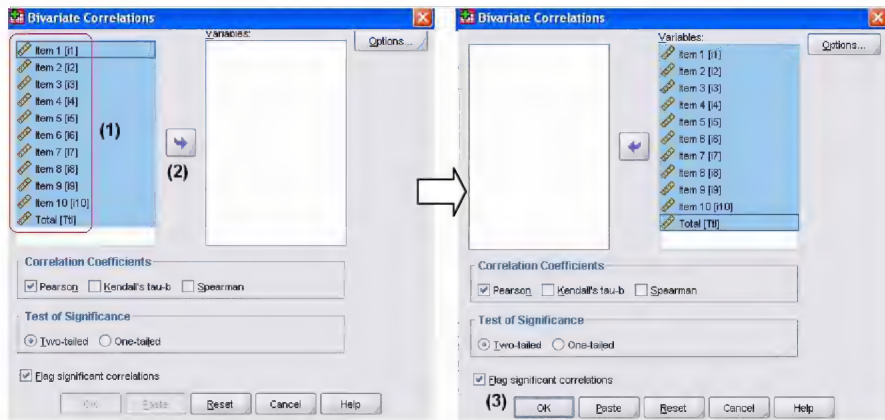 Bivariate Correlations
Variables:
Options...
Item 1 [i1]
Item 2 [i2]
Item 3 [i3]
Item 4 [i4]
Item 5 [i5]
Item 6 [i6]
Item 7 [i7]
Item 8 [i8]
Item 9 [i9]
Item 10 [i10]
Total [Ttl]
(1)
(2)
Correlation Coefficients
Pearson Kendall's tau-b Spearman
Test of Significance
Two-tailed One-tailed
Flag significant correlations
OK Paste Reset Cancel Help
Bivariate Correlations
Variables:
Options...
Item 1 [i1]
Item 2 [i2]
Item 3 [i3]
Item 4 [i4]
Item 5 [i5]
Item 6 [i6]
Item 7 [i7]
Item 8 [i8]
Item 9 [i9]
Item 10 [i10]
Total [Ttl]
Correlation Coefficients
Pearson Kendall's tau-b Spearman
Test of Significance
Two-tailed One-tailed
Flag significant correlations
(3) OK Paste Reset Cancel Help